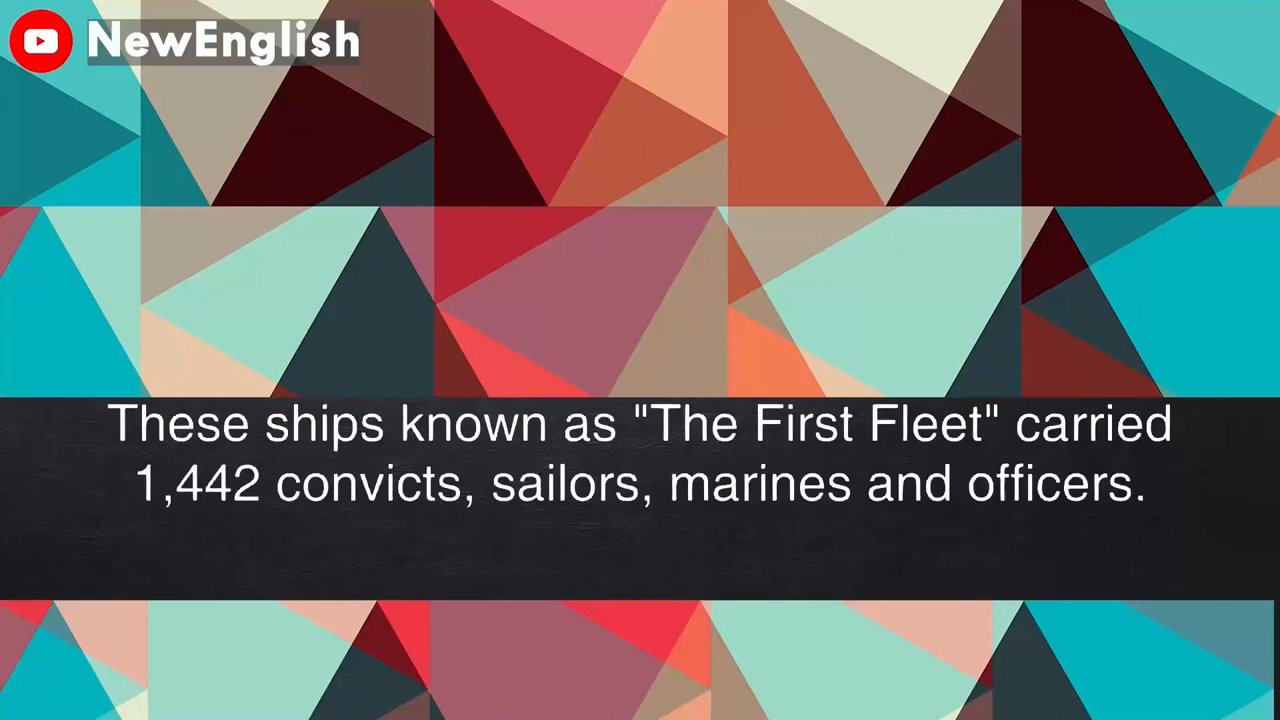 NewEnglish
These ships known as "The First Fleet" carried
1,442 convicts, sailors, marines and officers.